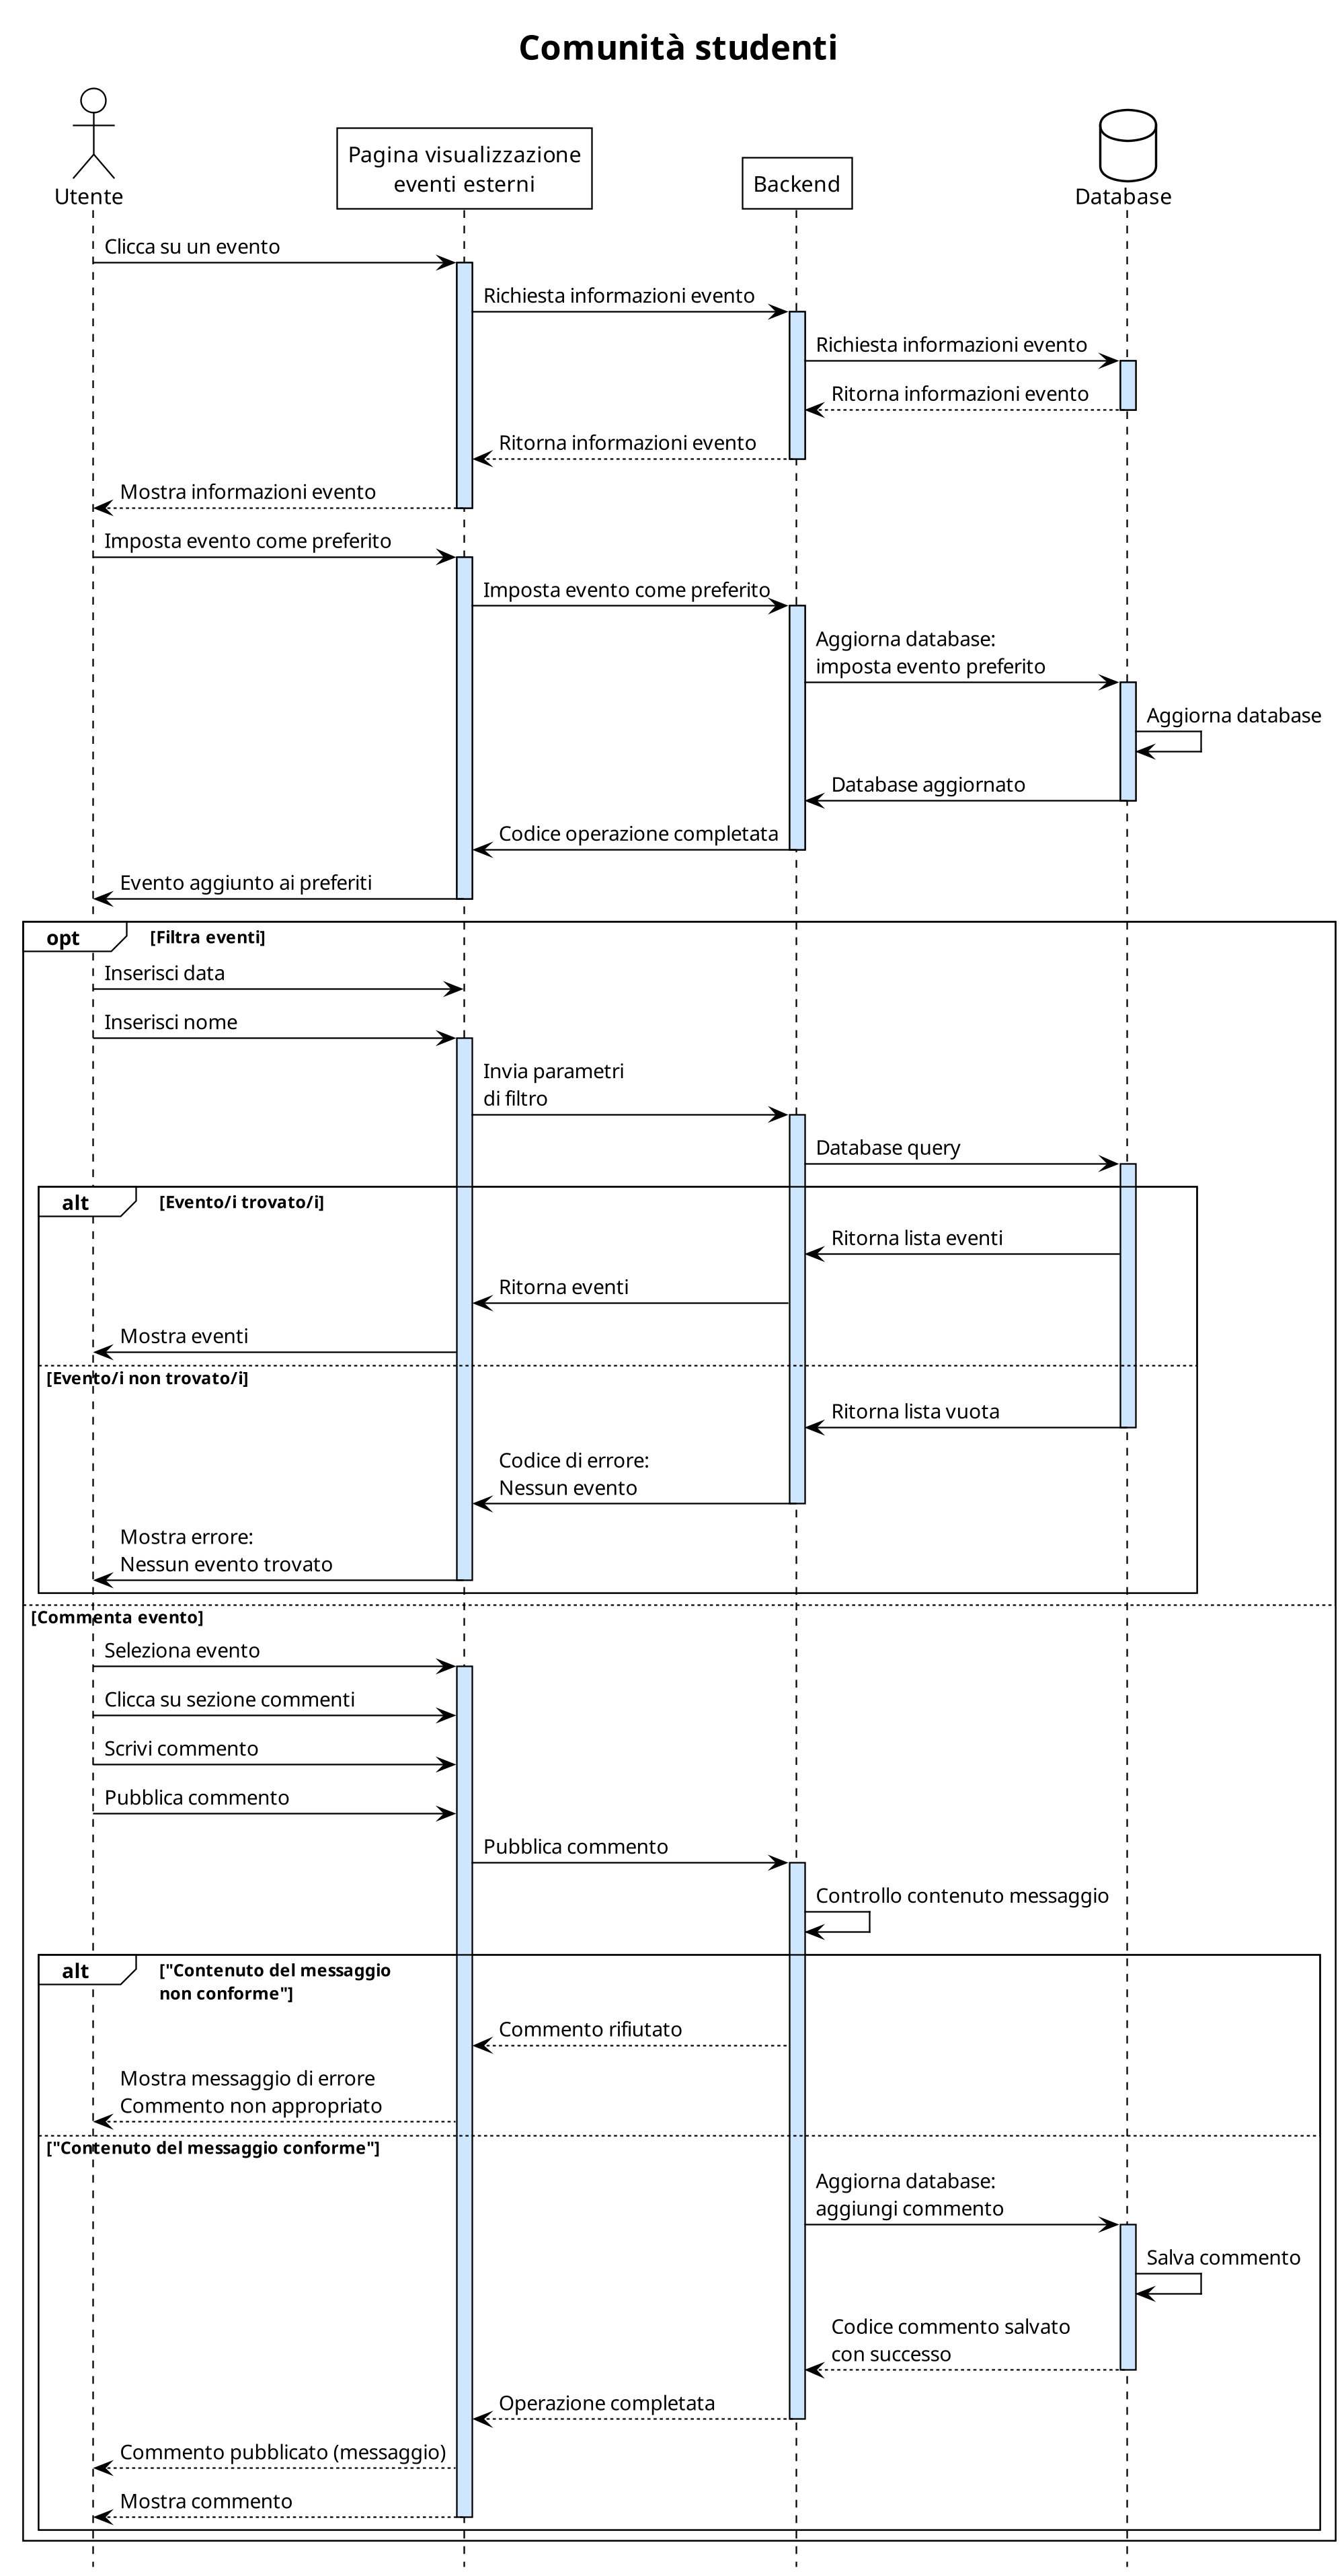 Comunità studenti
Utente
Pagina visualizzazione
eventi esterni
Backend
Database
Clicca su un evento
Richiesta informazioni evento
Richiesta informazioni evento
Ritorna informazioni evento
Ritorna informazioni evento
Mostra informazioni evento
Imposta evento come preferito
Imposta evento come preferito
Aggiorna database:
imposta evento preferito
Aggiorna database
Database aggiornato
Codice operazione completata
Evento aggiunto ai preferiti
opt
[Filtra eventi]
Inserisci data
Inserisci nome
Invia parametri
di filtro
Database query
alt
[Evento/i trovato/i]
Ritorna lista eventi
Ritorna eventi
Mostra eventi
[Evento/i non trovato/i]
Ritorna lista vuota
Codice di errore:
Nessun evento
Mostra errore:
Nessun evento trovato
[Commenta evento]
Seleziona evento
Clicca su sezione commenti
Scrivi commento
Pubblica commento
Pubblica commento
Controllo contenuto messaggio
alt
["Contenuto del messaggio
non conforme"]
Commento rifiutato
Mostra messaggio di errore
Commento non appropriato
["Contenuto del messaggio conforme"]
Aggiorna database:
aggiungi commento
Salva commento
Codice commento salvato
con successo
Operazione completata
Commento pubblicato (messaggio)
Mostra commento